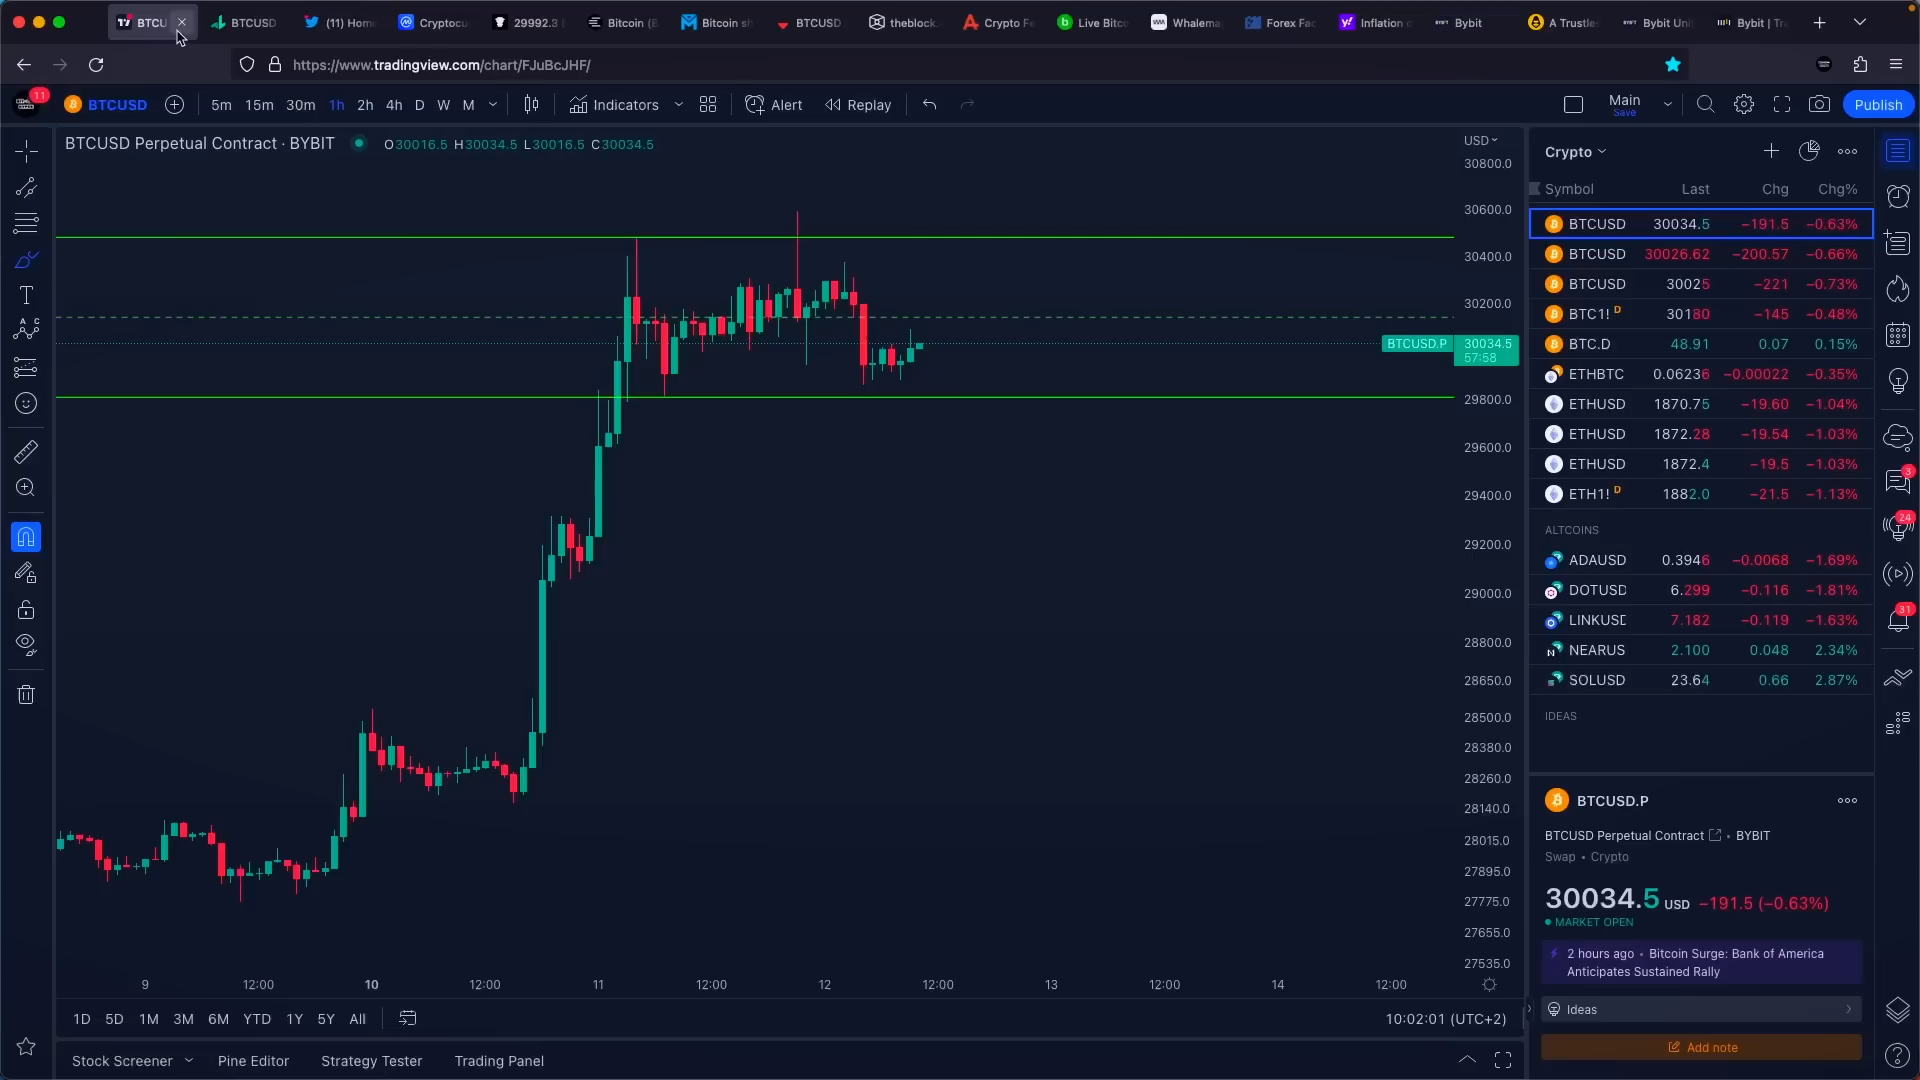 BTCU
BTCUSD
(11) Home
Cryptocu
29992.3
Bitcoin (B
Bitcoin sh
BTCUSD
theblock.
Crypto Fe
Live Bitco
Whalema
Forex Fac
Inflation
Bybit
A Trustles
Bybit Uni
Bybit | Tra
https://www.tradingview.com/chart/FJuBcJHF/
11
BTCUSD
5m 15m 30m 1h 2h 4h D W M
Indicators
Alert
Replay
Main
Save
Publish
BTCUSD Perpetual Contract · BYBIT
O30016.5 H30034.5 L30016.5 C30034.5
USD
30800.0
30600.0
30400.0
30200.0
BTCUSD.P
30034.5
57:58
29800.0
29600.0
29400.0
29200.0
29000.0
28800.0
28650.0
28500.0
28380.0
28260.0
28140.0
28015.0
27895.0
27775.0
27655.0
27535.0
9 12:00 10 12:00 11 12:00 12 12:00 13 12:00 14 12:00
1D 5D 1M 3M 6M YTD 1Y 5Y All
10:02:01 (UTC+2)
Stock Screener
Pine Editor
Strategy Tester
Trading Panel
Crypto
Symbol Last Chg Chg%
BTCUSD 30034.5 −191.5 −0.63%
BTCUSD 30026.62 −200.57 −0.66%
BTCUSD 30025 −221 −0.73%
BTC1! D 30180 −145 −0.48%
BTC.D 48.91 0.07 0.15%
ETHBTC 0.06236 −0.00022 −0.35%
ETHUSD 1870.75 −19.60 −1.04%
ETHUSD 1872.28 −19.54 −1.03%
ETHUSD 1872.4 −19.5 −1.03%
ETH1! D 1882.0 −21.5 −1.13%
ALTCOINS
ADAUSD 0.3946 −0.0068 −1.69%
DOTUSD 6.299 −0.116 −1.81%
LINKUSD 7.182 −0.119 −1.63%
NEARUS 2.100 0.048 2.34%
SOLUSD 23.64 0.66 2.87%
IDEAS
BTCUSD.P
BTCUSD Perpetual Contract • BYBIT
Swap • Crypto
30034.5 USD −191.5 (−0.63%)
MARKET OPEN
2 hours ago • Bitcoin Surge: Bank of America
Anticipates Sustained Rally
Ideas
Add note
3
24
31